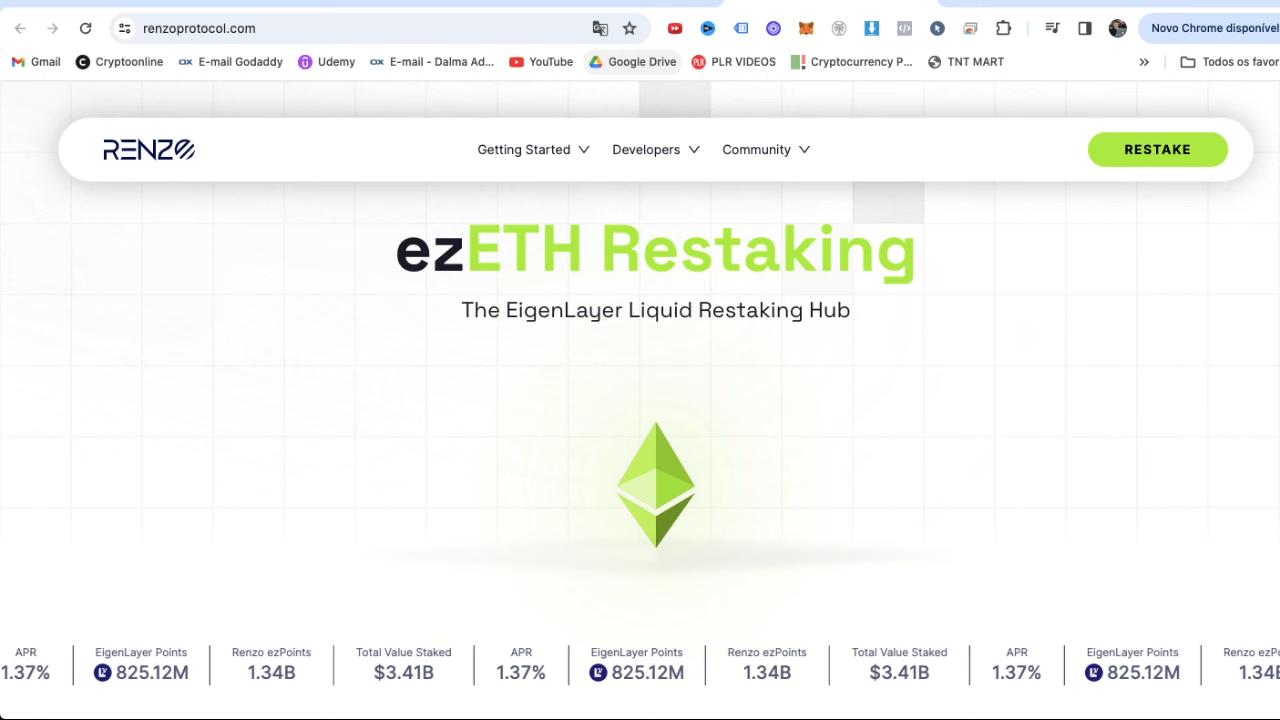 renzoprotocol.com
Novo Chrome disponível
Gmail Cryptoonline E-mail Godaddy Udemy E-mail - Dalma Ad... YouTube Google Drive PLR VIDEOS Cryptocurrency P... TNT MART » Todos os favor
RENZO Getting Started Developers Community RESTAKE
ezETH Restaking
The EigenLayer Liquid Restaking Hub
APR EigenLayer Points Renzo ezPoints Total Value Staked APR EigenLayer Points Renzo ezPoints Total Value Staked APR EigenLayer Points Renzo ezP
1.37% 825.12M 1.34B $3.41B 1.37% 825.12M 1.34B $3.41B 1.37% 825.12M 1.34